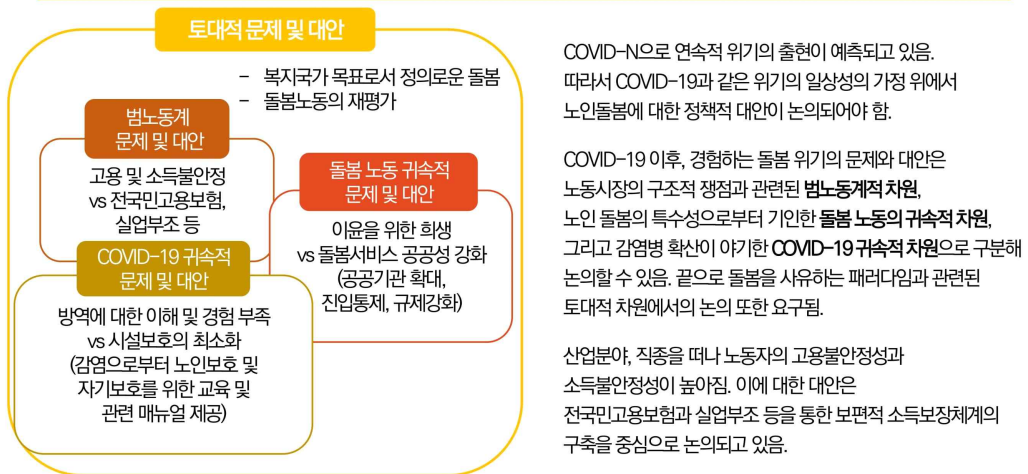 토대적 문제 및 대안
- 복지국가 목표로서 정의로운 돌봄
- 돌봄노동의 재평가
범노동계
문제 및 대안
고용 및 소득불안정
vs 전국민고용보험,
실업부조 등
돌봄 노동 귀속적
문제 및 대안
이윤을 위한 희생
vs 돌봄서비스 공공성 강화
(공공기관 확대,
진입통제, 규제강화)
COVID-19 귀속적
문제 및 대안
방역에 대한 이해 및 경험 부족
vs 시설보호의 최소화
(감염으로부터 노인보호 및
자기보호를 위한 교육 및
관련 매뉴얼 제공)
COVID-N으로 연속적 위기의 출현이 예측되고 있음.
따라서 COVID-19과 같은 위기의 일상성의 가정 위에서
노인돌봄에 대한 정책적 대안이 논의되어야 함.
COVID-19 이후, 경험하는 돌봄 위기의 문제와 대안은
노동시장의 구조적 쟁점과 관련된 범노동계적 차원,
노인 돌봄의 특수성으로부터 기인한 돌봄 노동의 귀속적 차원,
그리고 감염병 확산이 야기한 COVID-19 귀속적 차원으로 구분해
논의할 수 있음. 끝으로 돌봄을 사유하는 패러다임과 관련된
토대적 차원에서의 논의 또한 요구됨.
산업분야, 직종을 떠나 노동자의 고용불안정성과
소득불안정성이 높아짐. 이에 대한 대안은
전국민고용보험과 실업부조 등을 통한 보편적 소득보장체계의
구축을 중심으로 논의되고 있음.